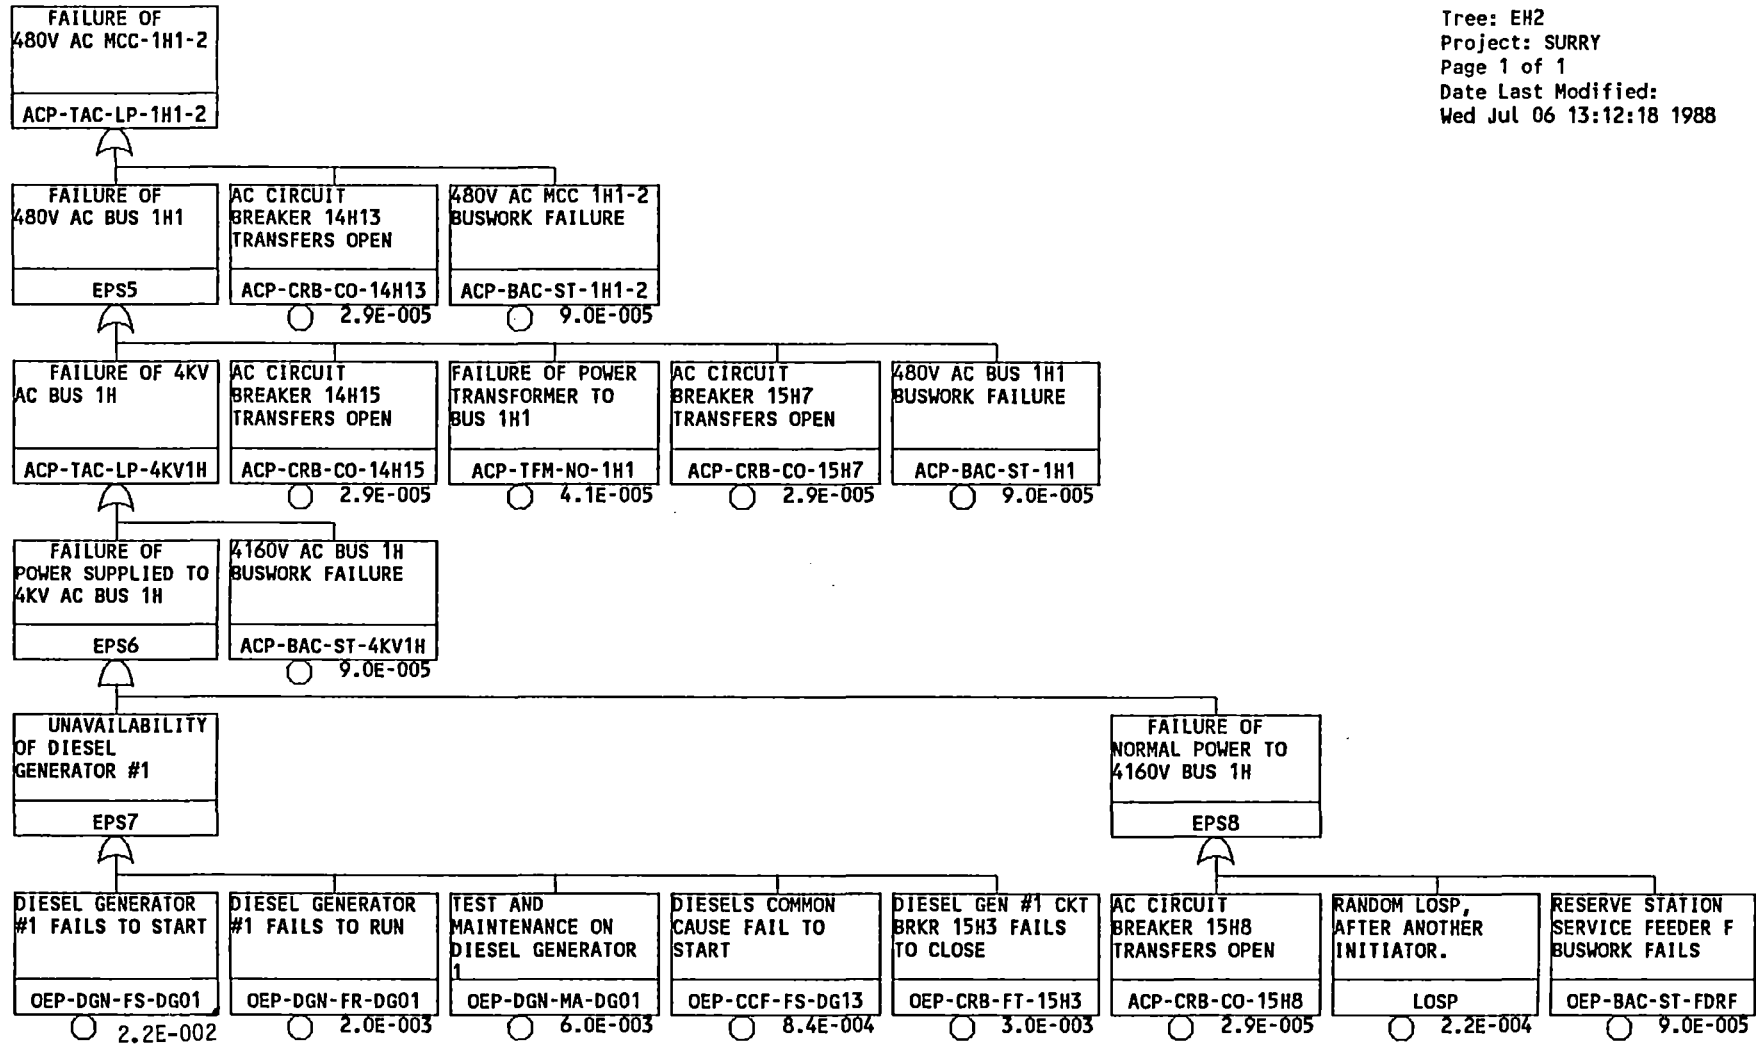 Tree: EH2
Project: SURRY
Page 1 of 1
Date Last Modified:
Wed Jul 06 13:12:18 1988
FAILURE OF
480V AC MCC-1H1-2
ACP-TAC-LP-1H1-2
FAILURE OF
480V AC BUS 1H1
EPS5
AC CIRCUIT
BREAKER 14H13
TRANSFERS OPEN
ACP-CRB-CO-14H13
2.9E-005
480V AC MCC 1H1-2
BUSWORK FAILURE
ACP-BAC-ST-1H1-2
9.0E-005
FAILURE OF 4KV
AC BUS 1H
ACP-TAC-LP-4KV1H
AC CIRCUIT
BREAKER 14H15
TRANSFERS OPEN
ACP-CRB-CO-14H15
2.9E-005
FAILURE OF POWER
TRANSFORMER TO
BUS 1H1
ACP-TFM-NO-1H1
4.1E-005
AC CIRCUIT
BREAKER 15H7
TRANSFERS OPEN
ACP-CRB-CO-15H7
2.9E-005
480V AC BUS 1H1
BUSWORK FAILURE
ACP-BAC-ST-1H1
9.0E-005
FAILURE OF
POWER SUPPLIED TO
4KV AC BUS 1H
EPS6
4160V AC BUS 1H
BUSWORK FAILURE
ACP-BAC-ST-4KV1H
9.0E-005
UNAVAILABILITY
OF DIESEL
GENERATOR #1
EPS7
FAILURE OF
NORMAL POWER TO
4160V BUS 1H
EPS8
DIESEL GENERATOR
#1 FAILS TO START
OEP-DGN-FS-DG01
2.2E-002
DIESEL GENERATOR
#1 FAILS TO RUN
OEP-DGN-FR-DG01
2.0E-003
TEST AND
MAINTENANCE ON
DIESEL GENERATOR
1
OEP-DGN-MA-DG01
6.0E-003
DIESELS COMMON
CAUSE FAIL TO
START
OEP-CCF-FS-DG13
8.4E-004
DIESEL GEN #1 CKT
BRKR 15H3 FAILS
TO CLOSE
OEP-CRB-FT-15H3
3.0E-003
AC CIRCUIT
BREAKER 15H8
TRANSFERS OPEN
ACP-CRB-CO-15H8
2.9E-005
RANDOM LOSP,
AFTER ANOTHER
INITIATOR.
LOSP
2.2E-004
RESERVE STATION
SERVICE FEEDER F
BUSWORK FAILS
OEP-BAC-ST-FDRF
9.0E-005